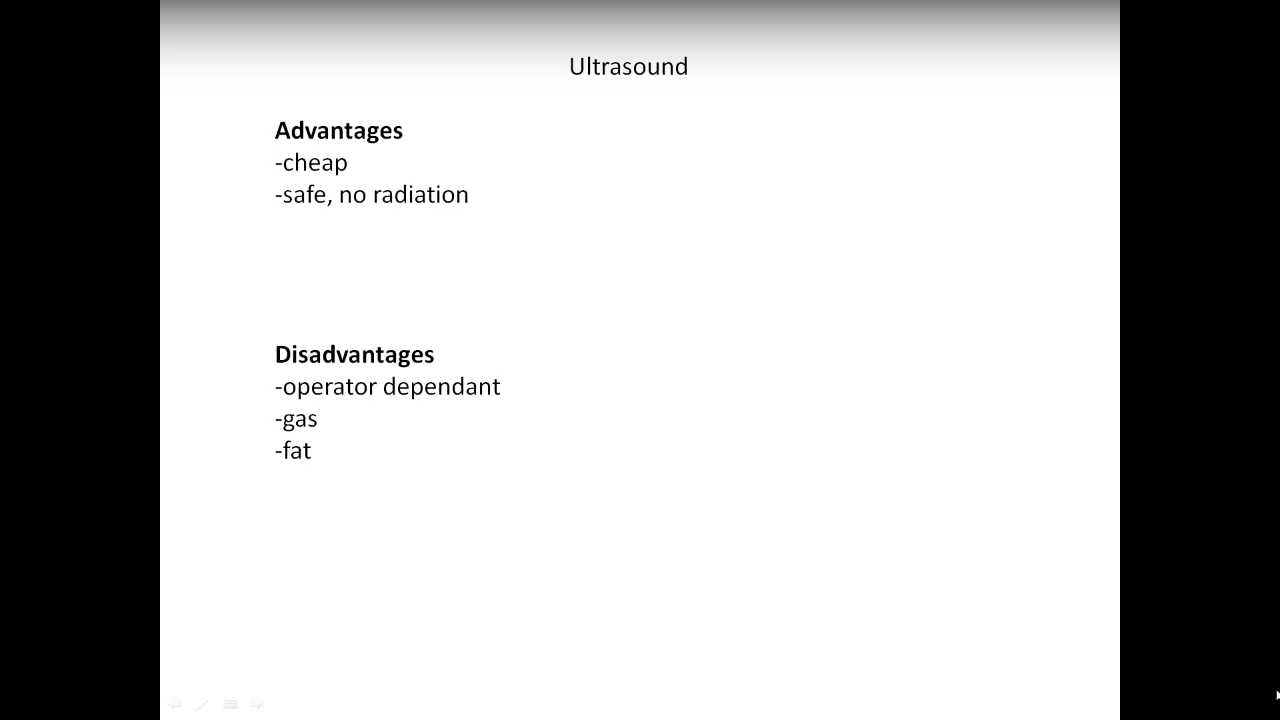 Ultrasound
Advantages
-cheap
-safe, no radiation
Disadvantages
-operator dependant
-gas
-fat